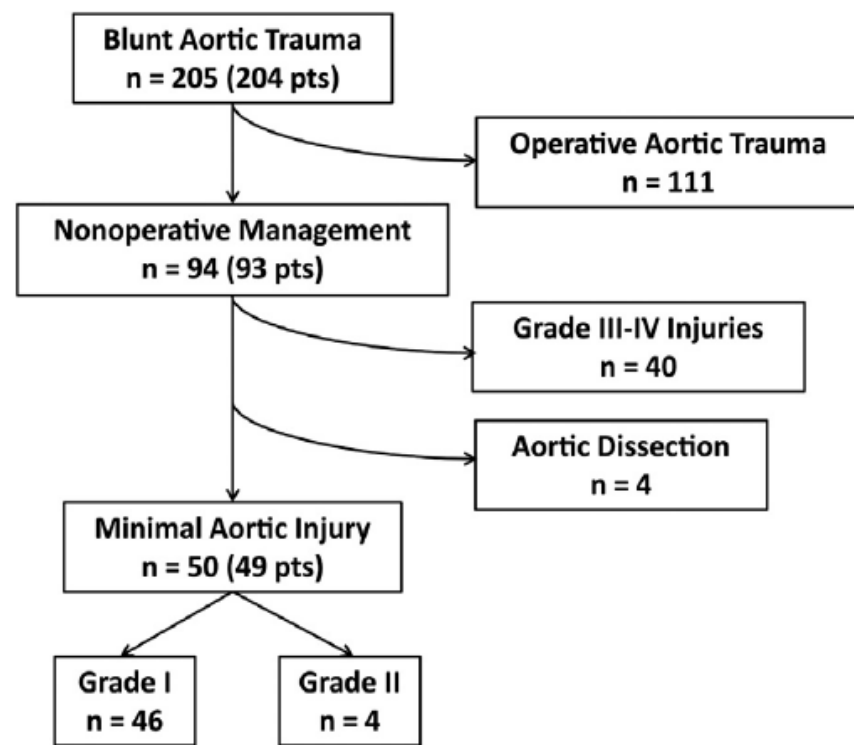 Blunt Aortic Trauma
n = 205 (204 pts)
Operative Aortic Trauma
n = 111
Nonoperative Management
n = 94 (93 pts)
Grade III-IV Injuries
n = 40
Aortic Dissection
n = 4
Minimal Aortic Injury
n = 50 (49 pts)
Grade I
n = 46
Grade II
n = 4